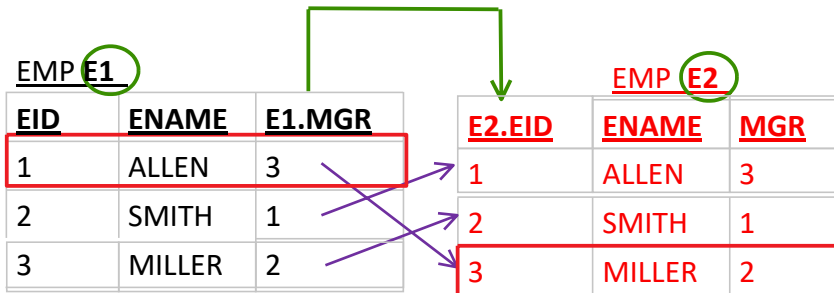 EMP E1
EID ENAME E1.MGR
1 ALLEN 3
2 SMITH 1
3 MILLER 2
EMP E2
E2.EID ENAME MGR
1 ALLEN 3
2 SMITH 1
3 MILLER 2